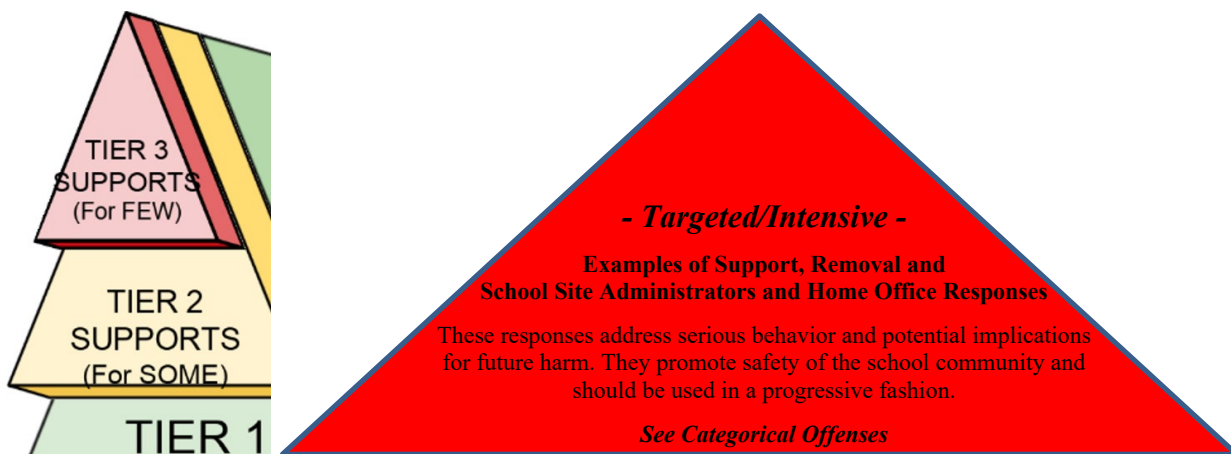 TIER 3
SUPPORTS
(For FEW)
TIER 2
SUPPORTS
(For SOME)
TIER 1
- Targeted/Intensive -
Examples of Support, Removal and
School Site Administrators and Home Office Responses
These responses address serious behavior and potential implications
for future harm. They promote safety of the school community and
should be used in a progressive fashion.
See Categorical Offenses